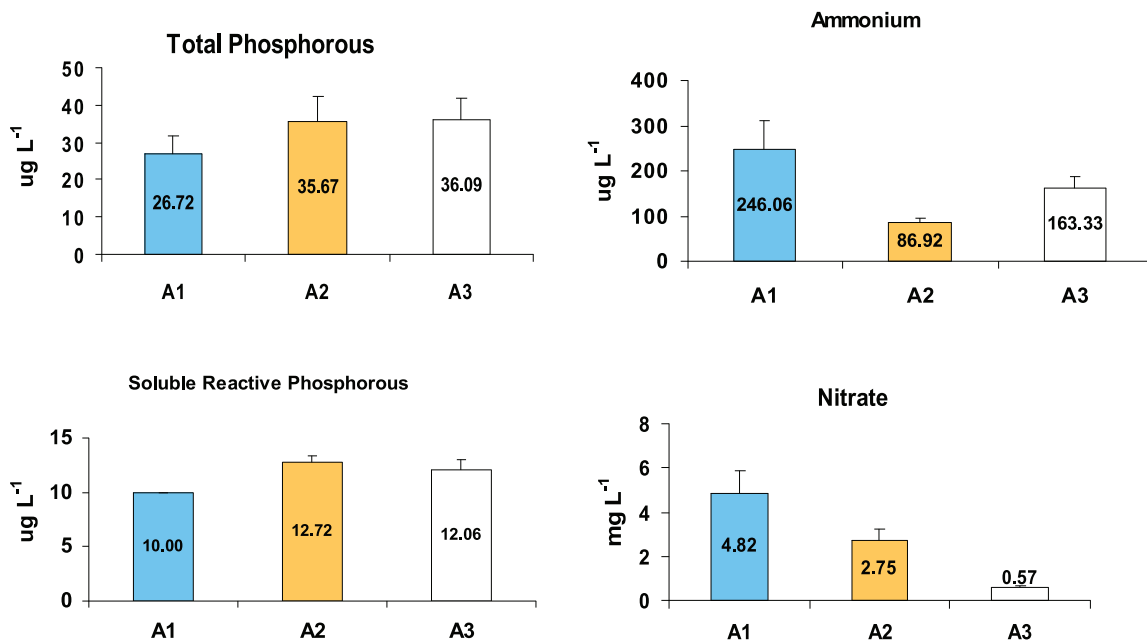 Total Phosphorous
ug L-1
50
40
30
20
10
0
26.72
35.67
36.09
A1
A2
A3
Ammonium
ug L-1
400
300
200
100
0
246.06
86.92
163.33
A1
A2
A3
Soluble Reactive Phosphorous
ug L-1
15
10
5
0
10.00
12.72
12.06
A1
A2
A3
Nitrate
mg L-1
8
6
4
2
0
4.82
2.75
0.57
A1
A2
A3